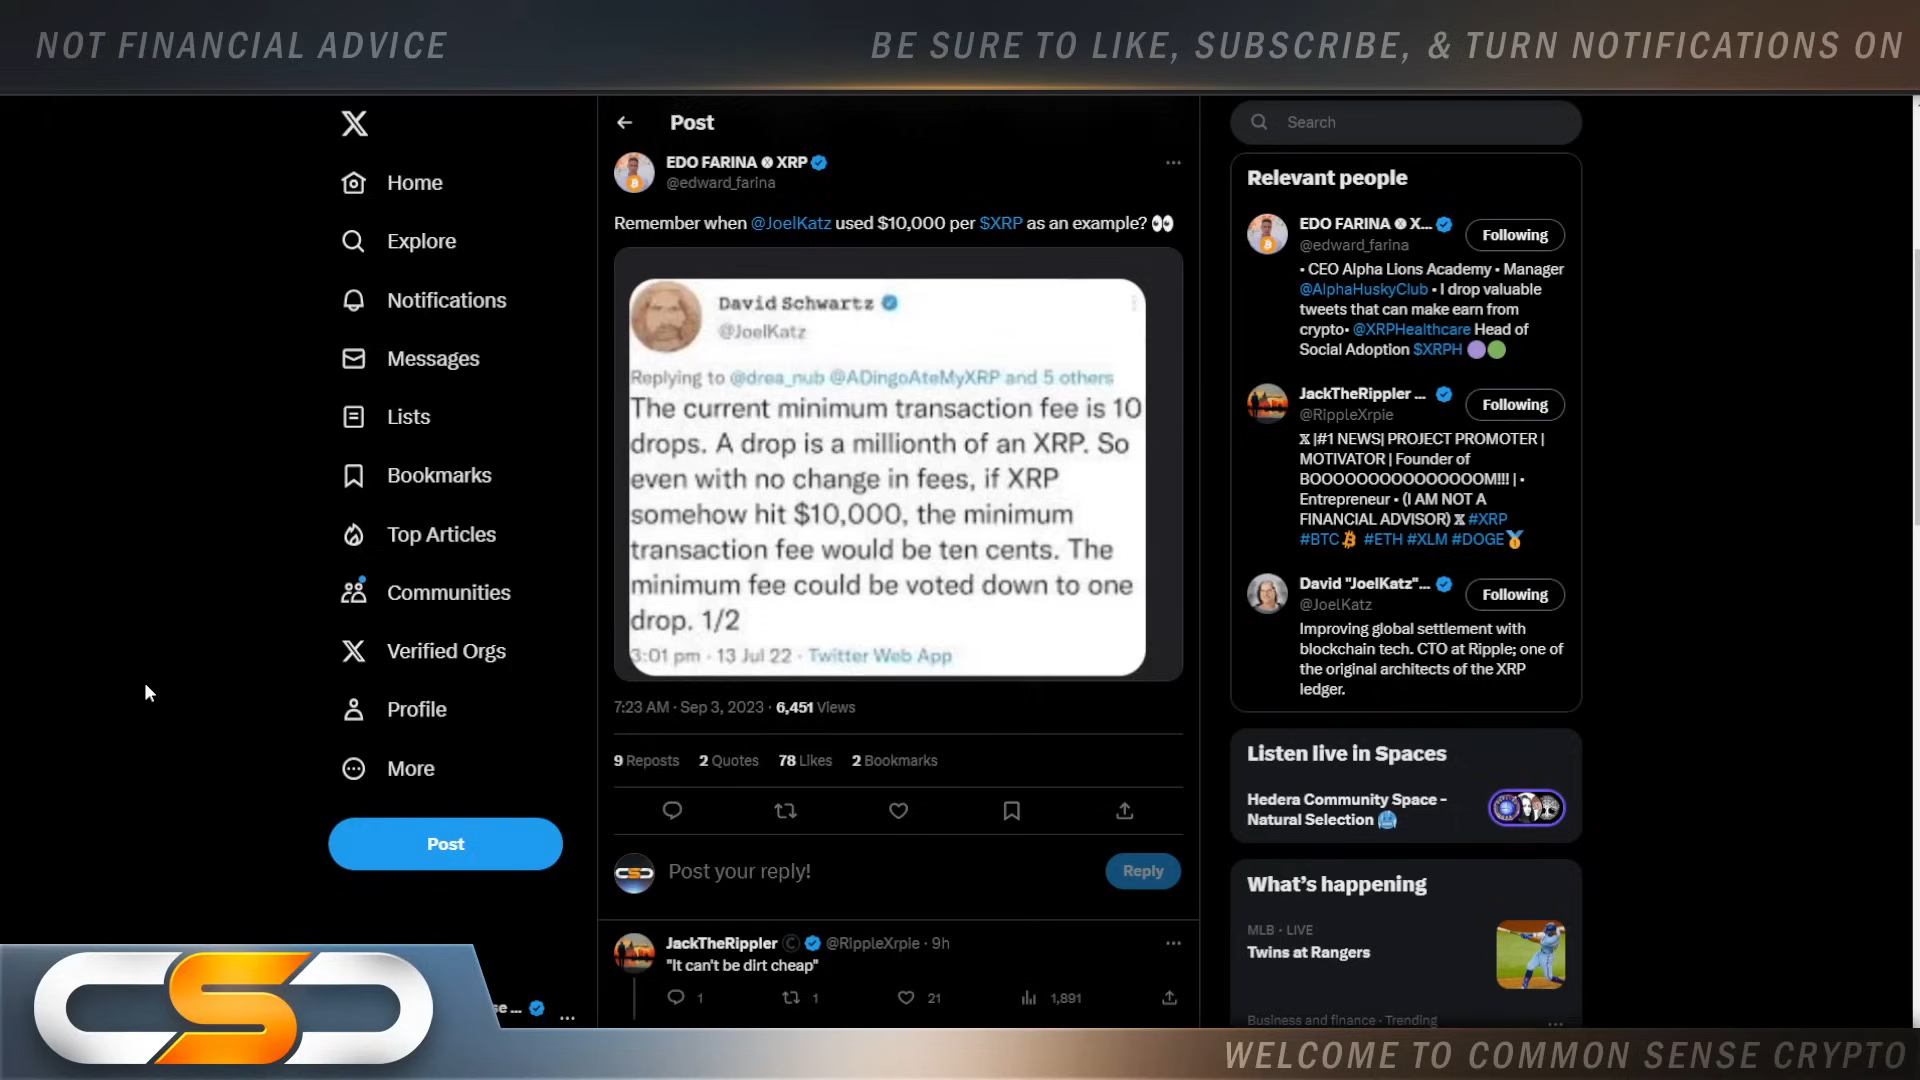 NOT FINANCIAL ADVICE
BE SURE TO LIKE, SUBSCRIBE, & TURN NOTIFICATIONS ON
Home
Explore
Notifications
Messages
Lists
Bookmarks
Top Articles
Communities
Verified Orgs
Profile
More
Post
Post
EDO FARINA XRP
@edward_farina
Remember when @JoelKatz used $10,000 per $XRP as an example? 👀
David Schwartz
@JoelKatz
Replying to @drea_nub @ADingoAteMyXRP and 5 others
The current minimum transaction fee is 10
drops. A drop is a millionth of an XRP. So
even with no change in fees, if XRP
somehow hit $10,000, the minimum
transaction fee would be ten cents. The
minimum fee could be voted down to one
drop. 1/2
3:01 pm · 13 Jul 22 · Twitter Web App
7:23 AM · Sep 3, 2023 · 6,451 Views
9 Reposts 2 Quotes 78 Likes 2 Bookmarks
Post your reply!
Reply
JackTheRippler © @RippleXrpie · 9h
"It can't be dirt cheap"
1 1 21 1,891
Search
Relevant people
EDO FARINA X...
@edward_farina
Following
• CEO Alpha Lions Academy • Manager
@AlphaHuskyClub • I drop valuable
tweets that can make earn from
crypto• @XRPHealthcare Head of
Social Adoption $XRPH 🟣🟢
JackTheRippler ...
@RippleXrpie
Following
𝕏 |#1 NEWS| PROJECT PROMOTER |
MOTIVATOR | Founder of
BOOOOOOOOOOOOOOM!!! | •
Entrepreneur • (I AM NOT A
FINANCIAL ADVISOR) 𝕏 #XRP
#BTC #ETH #XLM #DOGE🥇
David "JoelKatz"...
@JoelKatz
Following
Improving global settlement with
blockchain tech. CTO at Ripple; one of
the original architects of the XRP
ledger.
Listen live in Spaces
Hedera Community Space -
Natural Selection 🥶
What's happening
MLB · LIVE
Twins at Rangers
Business and finance · Trending
CSC
se ...
WELCOME TO COMMON SENSE CRYPTO